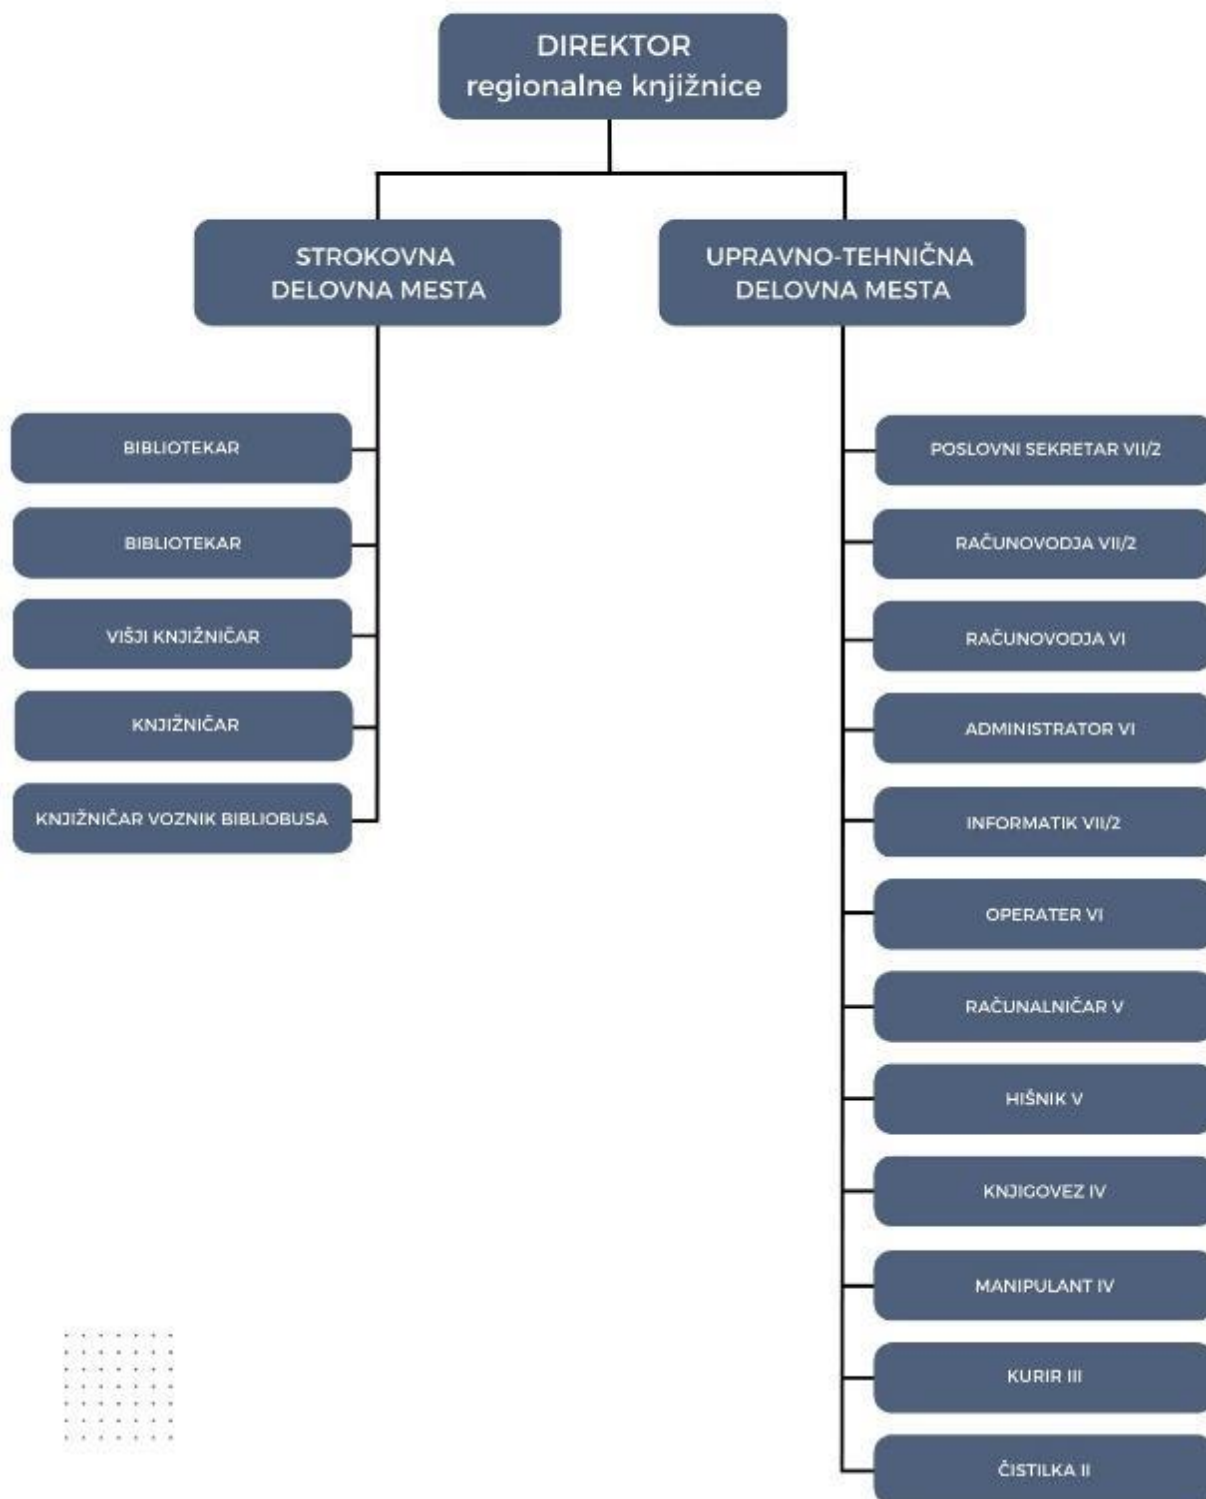 DIREKTOR
regionalne knjižnice
STROKOVNA
DELOVNA MESTA
UPRAVNO-TEHNIČNA
DELOVNA MESTA
BIBLIOTEKAR
BIBLIOTEKAR
VIŠJI KNJIŽNIČAR
KNJIŽNIČAR
KNJIŽNIČAR VOZNIK BIBLIOBUSA
POSLOVNI SEKRETAR VII/2
RAČUNOVODJA VII/2
RAČUNOVODJA VI
ADMINISTRATOR VI
INFORMATIK VII/2
OPERATER VI
RAČUNALNIČAR V
HIŠNIK V
KNJIGOVEZ IV
MANIPULANT IV
KURIR III
ČISTILKA II